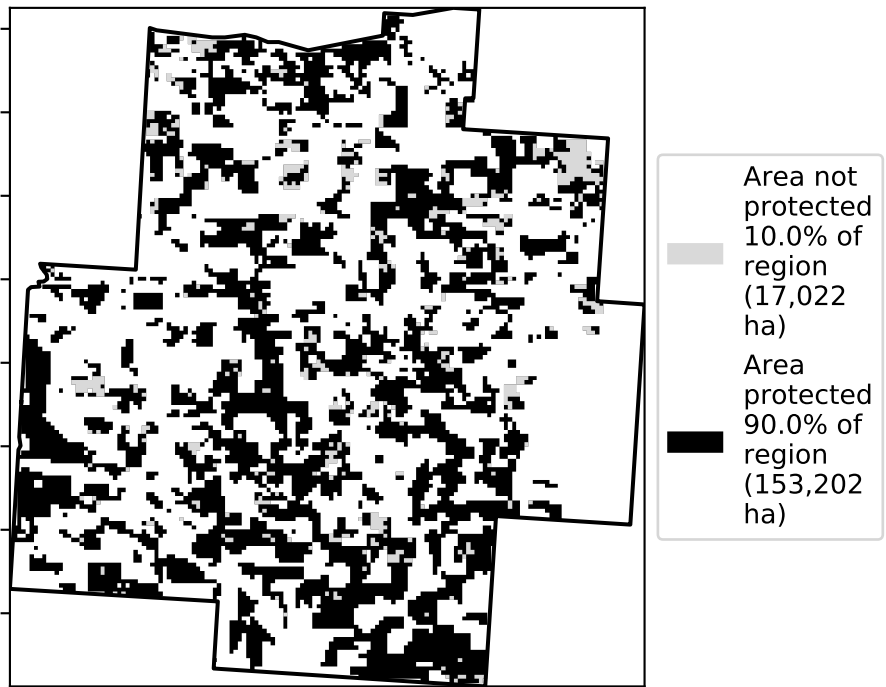 Area not
protected
10.0% of
region
(17,022
ha)
Area
protected
90.0% of
region
(153,202
ha)